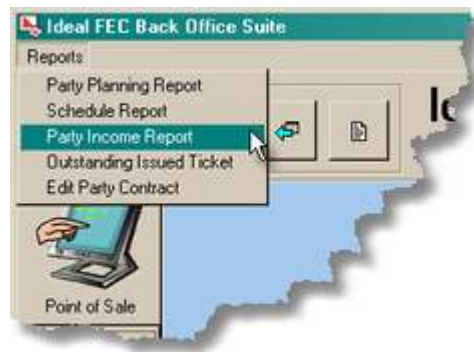 Ideal FEC Back Office Suite
Reports
Party Planning Report
Schedule Report
Party Income Report
Outstanding Issued Ticket
Edit Party Contract
Point of Sale